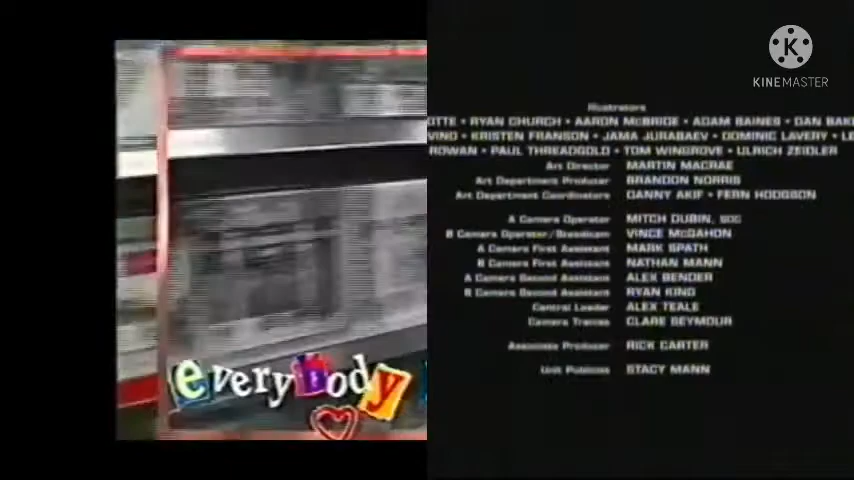 everybody
KINEMASTER
Illustrators
OTTE • RYAN CHURCH • AARON McBRIDE • ADAM BAINES • DAN BAK
VINO • KRISTEN FRANSON • JAMA JURABAEV • DOMINIC LAVERY • LE
ROWAN • PAUL THREADGOLD • TOM WINGROVE • ULRICH ZEIDLER
Art Director MARTIN MACRAE
Art Department Producer BRANDON NORRIS
Art Department Coordinators DANNY AKIF • FERN HODGSON
A Camera Operator MITCH DUBIN, SOC
B Camera Operator/Steadicam VINCE McGAHON
A Camera First Assistant MARK SPATH
B Camera First Assistant NATHAN MANN
A Camera Second Assistant ALEX BENDER
B Camera Second Assistant RYAN KING
Central Loader ALEX TEALE
Camera Trainee CLARE SEYMOUR
Associate Producer RICK CARTER
Unit Publicist STACY MANN